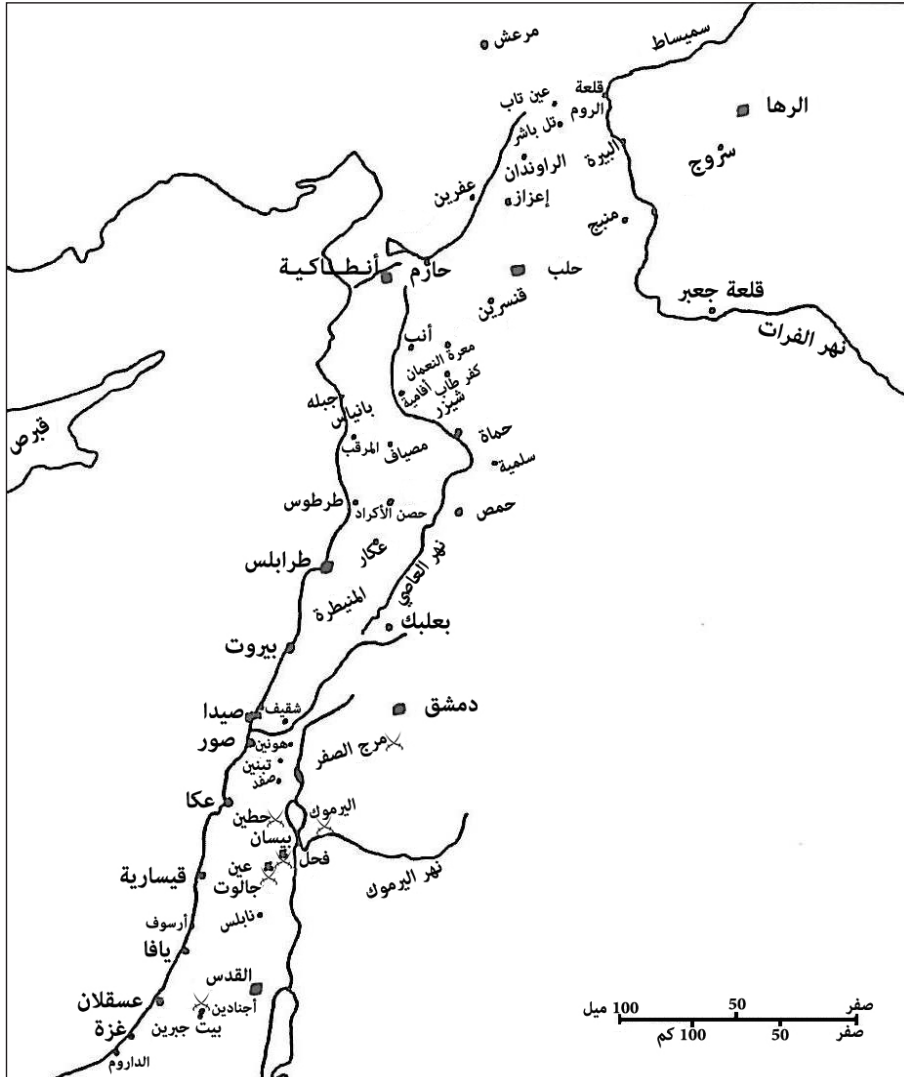 مرعش
سميساط
عين تاب
قلعة
الروم
الرها
تل باشر
البيرة
سروج
الراوندان
عفرين
إعزاز
منبج
أنطاكية
حارم
حلب
قلعة جعبر
قنسرين
نهر الفرات
أنب
معرة النعمان
كفر طاب
أفامية
شيزر
جبله
بانياس
قبرص
المرقب
مصياف
حماة
سلمية
طرطوس
حصن الأكراد
حمص
عكار
طرابلس
نهر العاصي
المنيطرة
بعلبك
بيروت
شقيف
صيدا
دمشق
صور
هونين
مرج الصفر
تبنين
صفد
عكا
حطين
اليرموك
بيسان
فحل
عين
جالوت
قيسارية
نهر اليرموك
نابلس
أرسوف
يافا
القدس
عسقلان
أجنادين
بيت جبرين
غزة
الداروم
صفر 50 100 ميل
صفر 50 100 كم